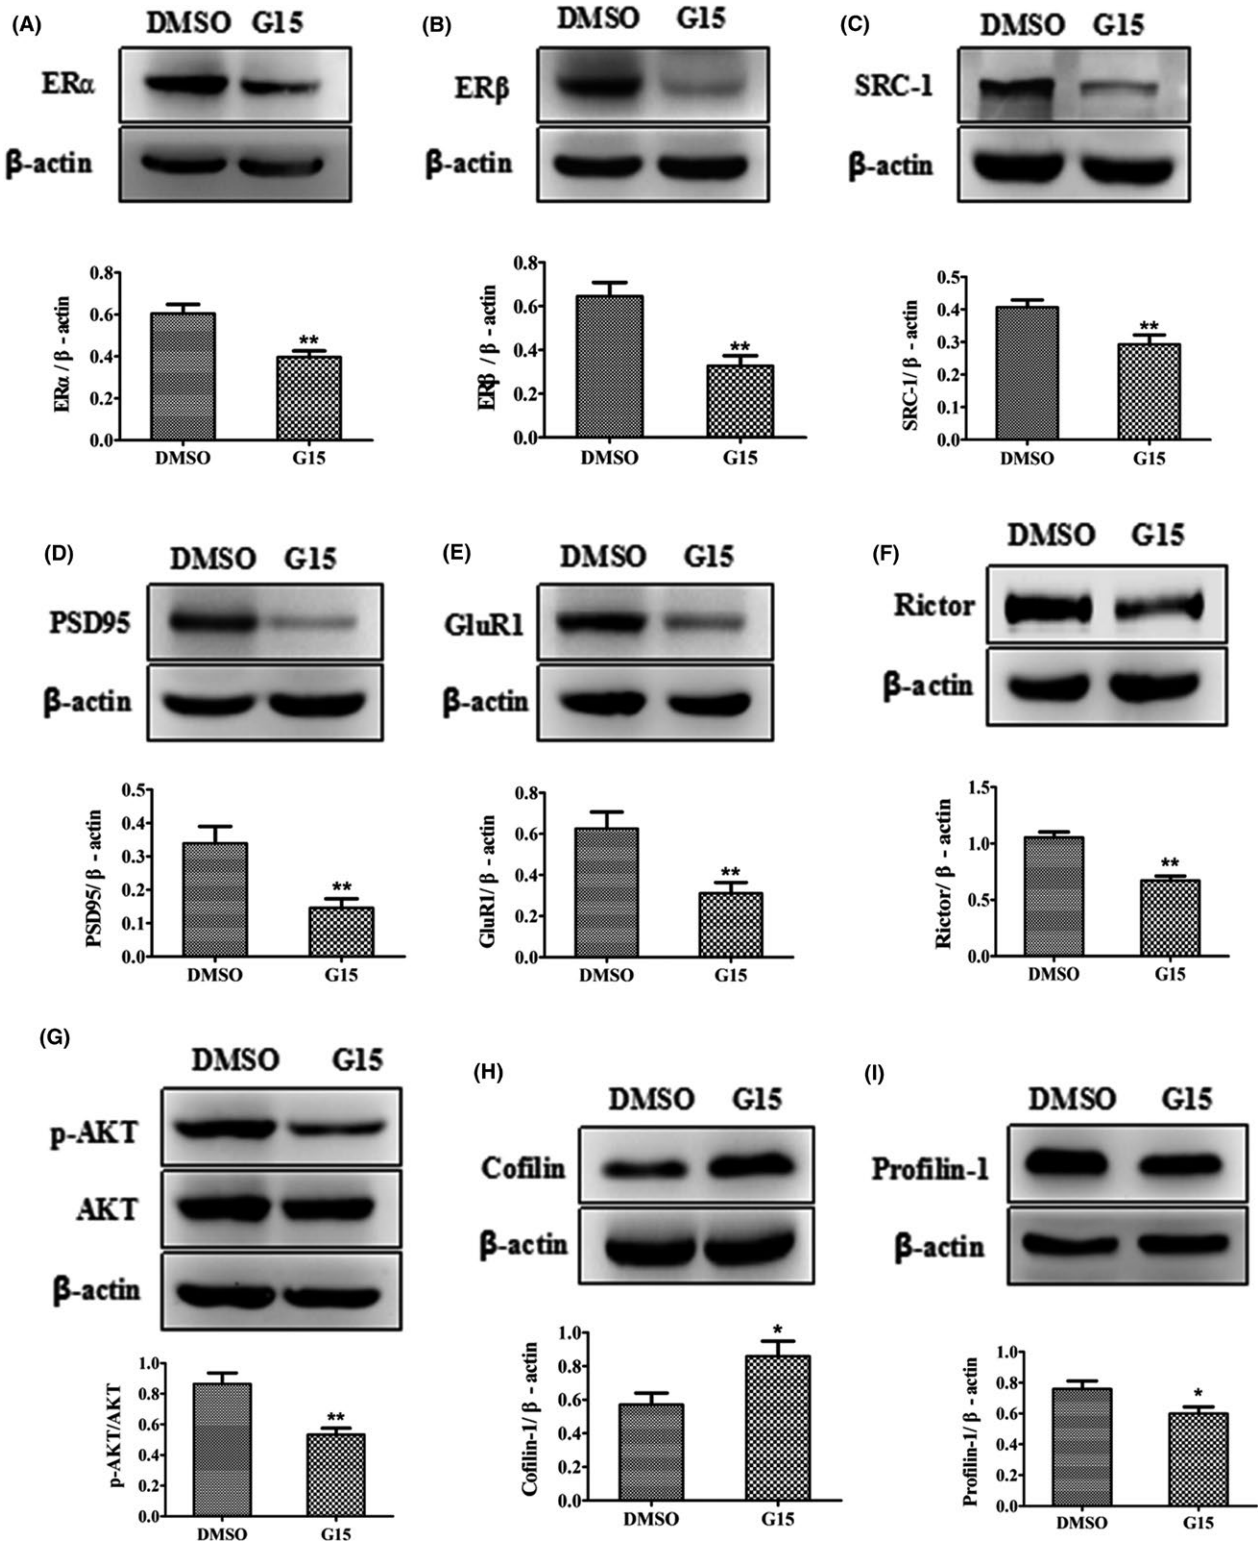 (A)
DMSO G15
ERα
β-actin
0.8
0.6
0.4
0.2
0.0
ERα / β - actin
**
DMSO G15
(B)
DMSO G15
ERβ
β-actin
0.8
0.6
0.4
0.2
0.0
ERβ / β - actin
**
DMSO G15
(C)
DMSO G15
SRC-1
β-actin
0.5
0.4
0.3
0.2
0.1
0.0
SRC-1/ β - actin
**
DMSO G15
(D)
DMSO G15
PSD95
β-actin
0.5
0.4
0.3
0.2
0.1
0.0
PSD95/ β - actin
**
DMSO G15
(E)
DMSO G15
GluR1
β-actin
0.8
0.6
0.4
0.2
0.0
GluR1/ β - actin
**
DMSO G15
(F)
DMSO G15
Rictor
β-actin
1.5
1.0
0.5
0.0
Rictor/ β - actin
**
DMSO G15
(G)
DMSO G15
p-AKT
AKT
β-actin
1.0
0.8
0.6
0.4
0.2
0.0
p-AKT/AKT
**
DMSO G15
(H)
DMSO G15
Cofilin
β-actin
1.0
0.8
0.6
0.4
0.2
0.0
Cofilin-1/ β - actin
*
DMSO G15
(I)
DMSO G15
Profilin-1
β-actin
1.0
0.8
0.6
0.4
0.2
0.0
Profilin-1/ β - actin
*
DMSO G15